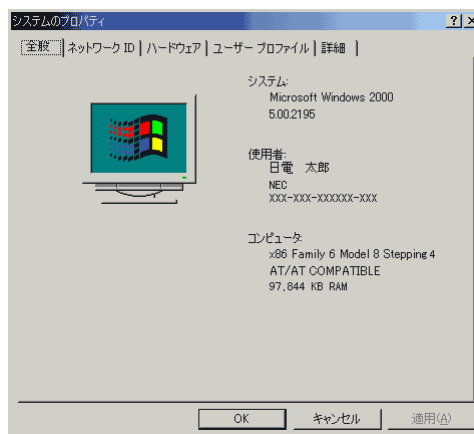 システムのプロパティ
全般 ネットワーク ID ハードウェア ユーザー プロファイル 詳細
システム:
Microsoft Windows 2000
5.00.2195
使用者:
日電 太郎
NEC
XXX-XXX-XXXXXX-XXX
コンピュータ:
x86 Family 6 Model 8 Stepping 4
AT/AT COMPATIBLE
97,844 KB RAM
OK キャンセル 適用(A)